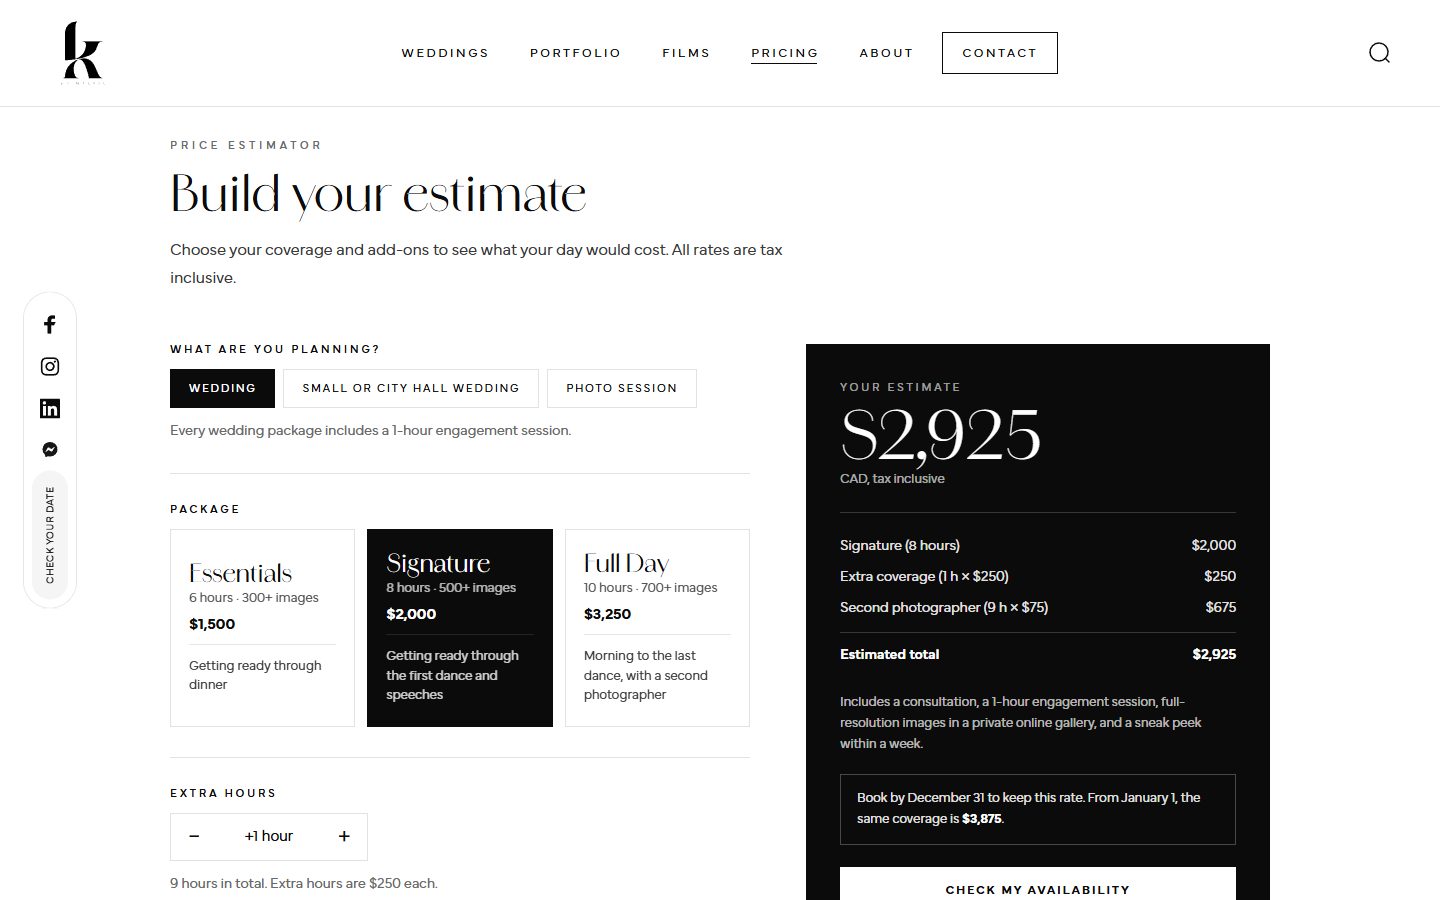 k
WEDDINGS
PORTFOLIO
FILMS
PRICING
ABOUT
CONTACT
PRICE ESTIMATOR
Build your estimate
Choose your coverage and add-ons to see what your day would cost. All rates are tax
inclusive.
CHECK YOUR DATE
WHAT ARE YOU PLANNING?
WEDDING
SMALL OR CITY HALL WEDDING
PHOTO SESSION
Every wedding package includes a 1-hour engagement session.
PACKAGE
Essentials
6 hours · 300+ images
$1,500
Getting ready through
dinner
Signature
8 hours · 500+ images
$2,000
Getting ready through
the first dance and
speeches
Full Day
10 hours · 700+ images
$3,250
Morning to the last
dance, with a second
photographer
EXTRA HOURS
− +1 hour +
9 hours in total. Extra hours are $250 each.
YOUR ESTIMATE
$2,925
CAD, tax inclusive
Signature (8 hours) $2,000
Extra coverage (1 h × $250) $250
Second photographer (9 h × $75) $675
Estimated total $2,925
Includes a consultation, a 1-hour engagement session, full-
resolution images in a private online gallery, and a sneak peek
within a week.
Book by December 31 to keep this rate. From January 1, the
same coverage is $3,875.
CHECK MY AVAILABILITY